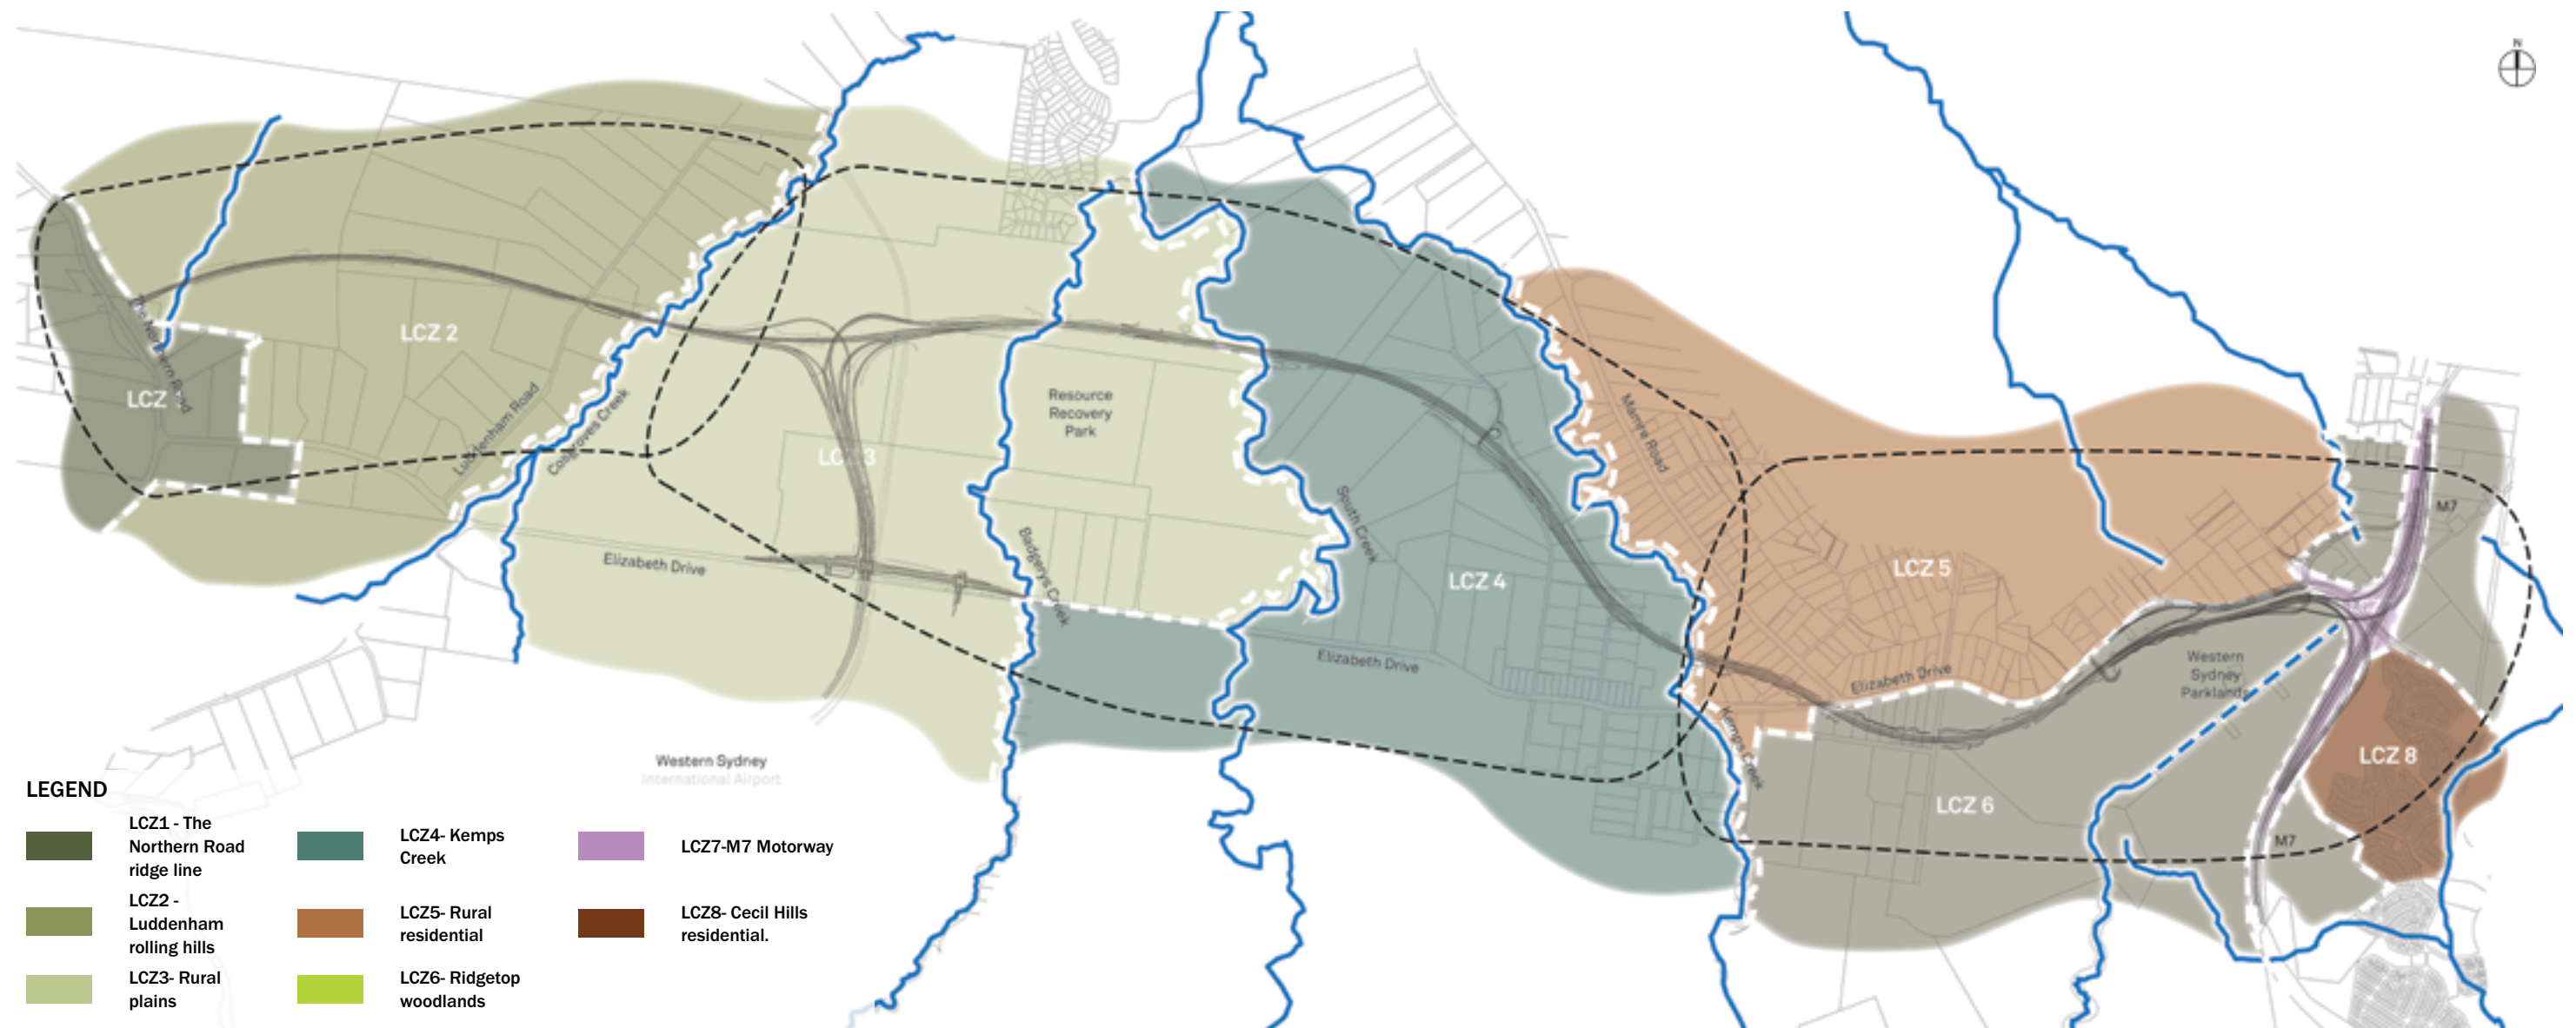 N
LCZ 2
The Northern Road
LCZ
Luddenham Road
Cosgroves Creek
LCZ 3
Resource
Recovery
Park
Elizabeth Drive
Badgerys Creek
South Creek
LCZ 4
Elizabeth Drive
Mamre Road
LCZ 5
Elizabeth Drive
Kemps Creek
M7
Western
Sydney
Parklands
LCZ 8
LCZ 6
M7
Western Sydney
International Airport
LEGEND
LCZ1 - The
Northern Road
ridge line
LCZ2 -
Luddenham
rolling hills
LCZ3- Rural
plains
LCZ4- Kemps
Creek
LCZ5- Rural
residential
LCZ6- Ridgetop
woodlands
LCZ7-M7 Motorway
LCZ8- Cecil Hills
residential.